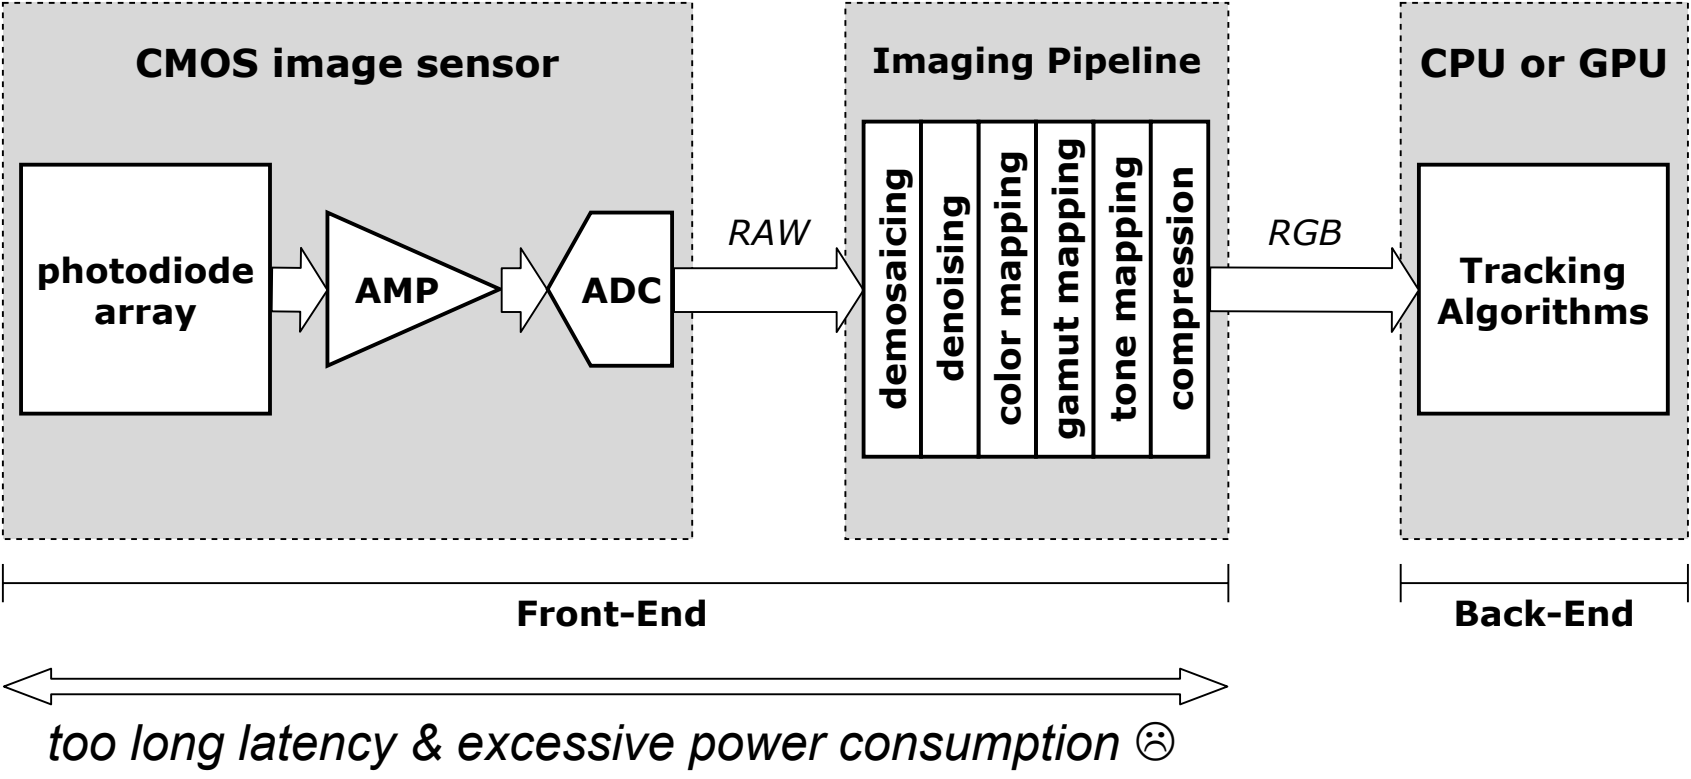 CMOS image sensor
photodiode
array
AMP
ADC
RAW
Imaging Pipeline
demosaicing
denoising
color mapping
gamut mapping
tone mapping
compression
RGB
CPU or GPU
Tracking
Algorithms
Front-End
Back-End
too long latency & excessive power consumption ☹